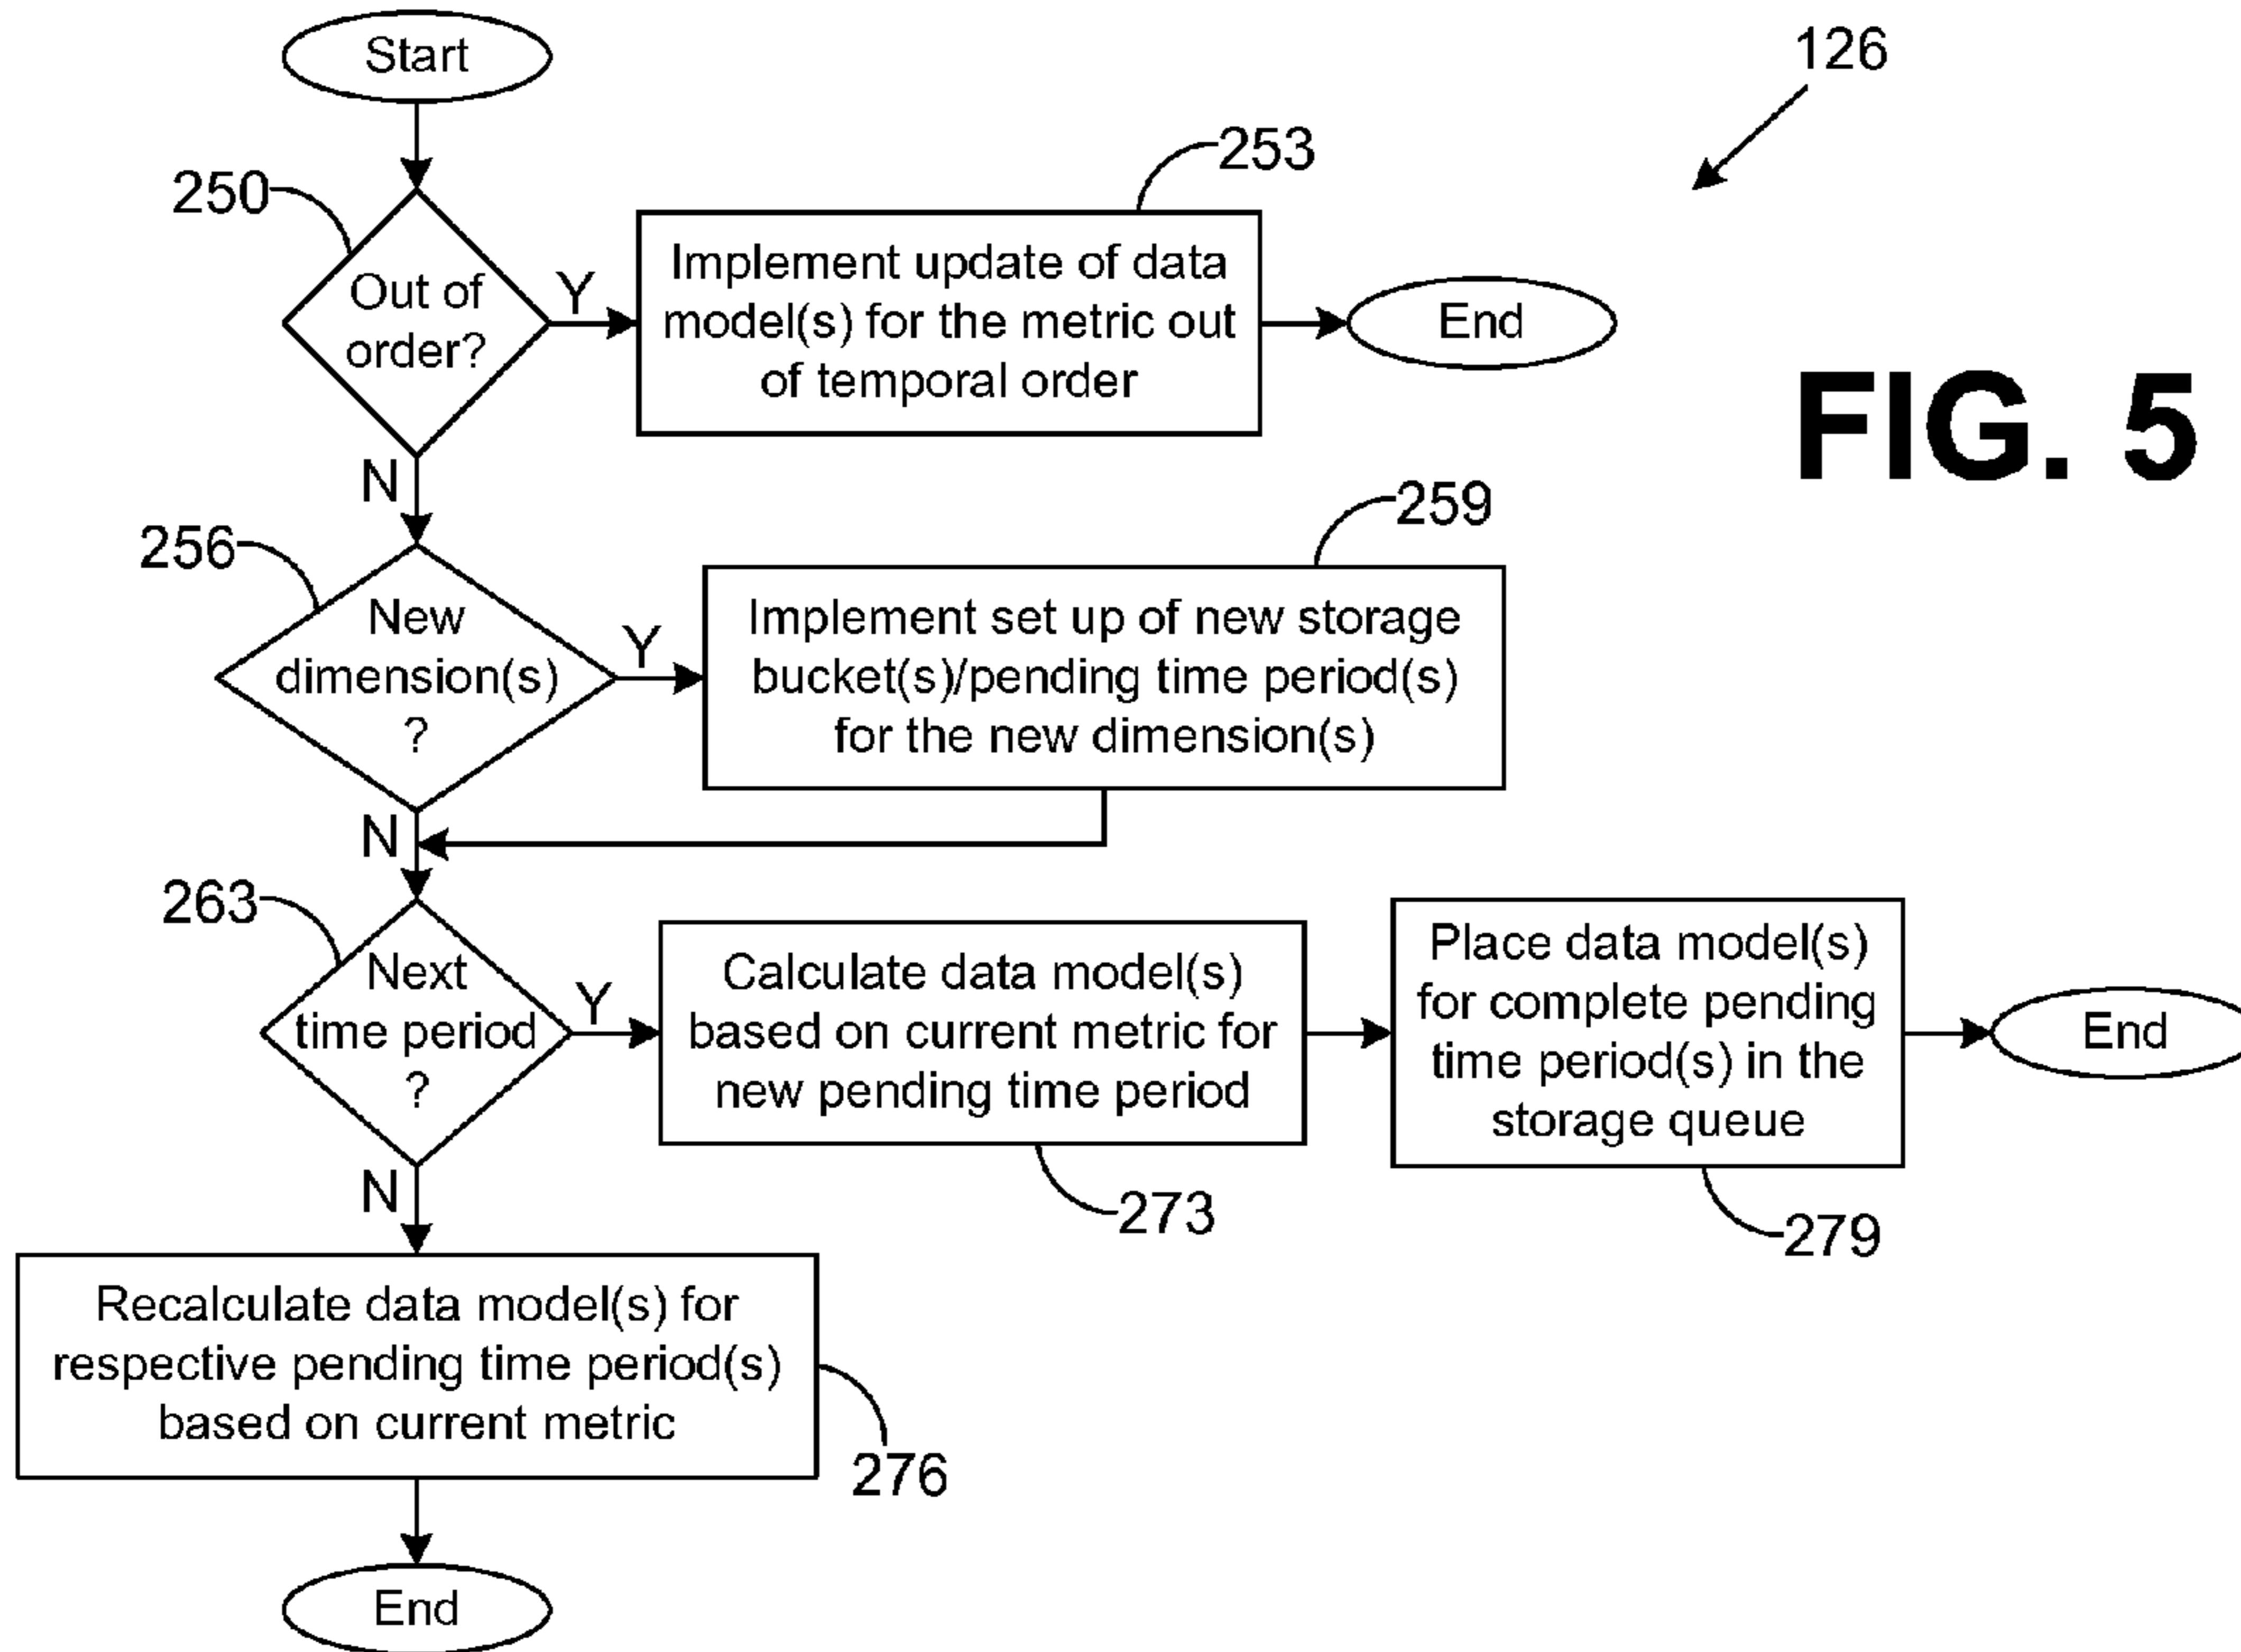 Start
126
253
250
Out of
order?
Y
Implement update of data
model(s) for the metric out
of temporal order
End
FIG. 5
N
259
256
New
dimension(s)
?
Y
Implement set up of new storage
bucket(s)/pending time period(s)
for the new dimension(s)
N
263
Next
time period
?
Y
Calculate data model(s)
based on current metric for
new pending time period
Place data model(s)
for complete pending
time period(s) in the
storage queue
End
273
279
N
Recalculate data model(s) for
respective pending time period(s)
based on current metric
276
End